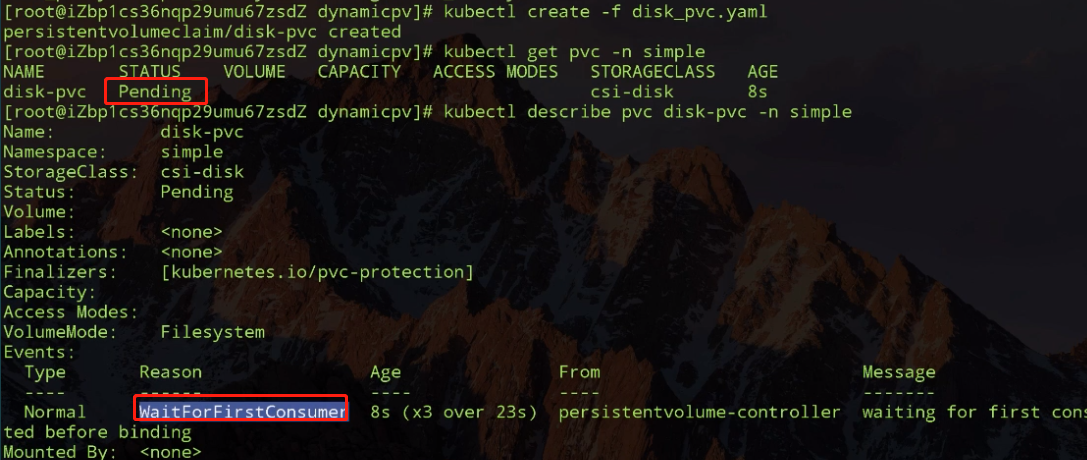 [root@iZbp1cs36nqp29umu67zsdZ dynamicpv]# kubectl create -f disk_pvc.yaml
persistentvolumeclaim/disk-pvc created
[root@iZbp1cs36nqp29umu67zsdZ dynamicpv]# kubectl get pvc -n simple
NAME STATUS VOLUME CAPACITY ACCESS MODES STORAGECLASS AGE
disk-pvc Pending csi-disk 8s
[root@iZbp1cs36nqp29umu67zsdZ dynamicpv]# kubectl describe pvc disk-pvc -n simple
Name: disk-pvc
Namespace: simple
StorageClass: csi-disk
Status: Pending
Volume:
Labels: <none>
Annotations: <none>
Finalizers: [kubernetes.io/pvc-protection]
Capacity:
Access Modes:
VolumeMode: Filesystem
Events:
Type Reason Age From Message
---- ------ ---- ---- -------
Normal WaitForFirstConsumer 8s (x3 over 23s) persistentvolume-controller waiting for first cons
ted before binding
Mounted By: <none>